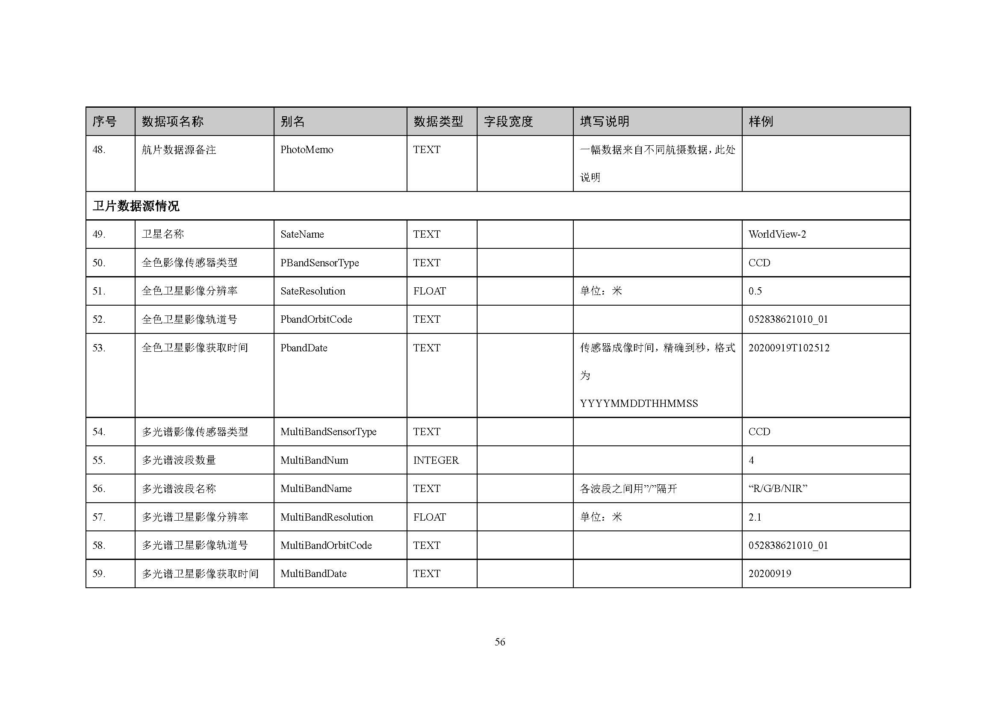 序号 数据项名称 别名 数据类型 字段宽度 填写说明 样例
48. 航片数据源备注 PhotoMemo TEXT 一幅数据来自不同航摄数据，此处
说明
卫片数据源情况
49. 卫星名称 SateName TEXT WorldView-2
50. 全色影像传感器类型 PBandSensorType TEXT CCD
51. 全色卫星影像分辨率 SateResolution FLOAT 单位：米 0.5
52. 全色卫星影像轨道号 PbandOrbitCode TEXT 052838621010_01
53. 全色卫星影像获取时间 PbandDate TEXT 传感器成像时间，精确到秒，格式 20200919T102512
为
YYYYMMDDTHHMMSS
54. 多光谱影像传感器类型 MultiBandSensorType TEXT CCD
55. 多光谱波段数量 MultiBandNum INTEGER 4
56. 多光谱波段名称 MultiBandName TEXT 各波段之间用”/”隔开 “R/G/B/NIR”
57. 多光谱卫星影像分辨率 MultiBandResolution FLOAT 单位：米 2.1
58. 多光谱卫星影像轨道号 MultiBandOrbitCode TEXT 052838621010_01
59. 多光谱卫星影像获取时间 MultiBandDate TEXT 20200919
56